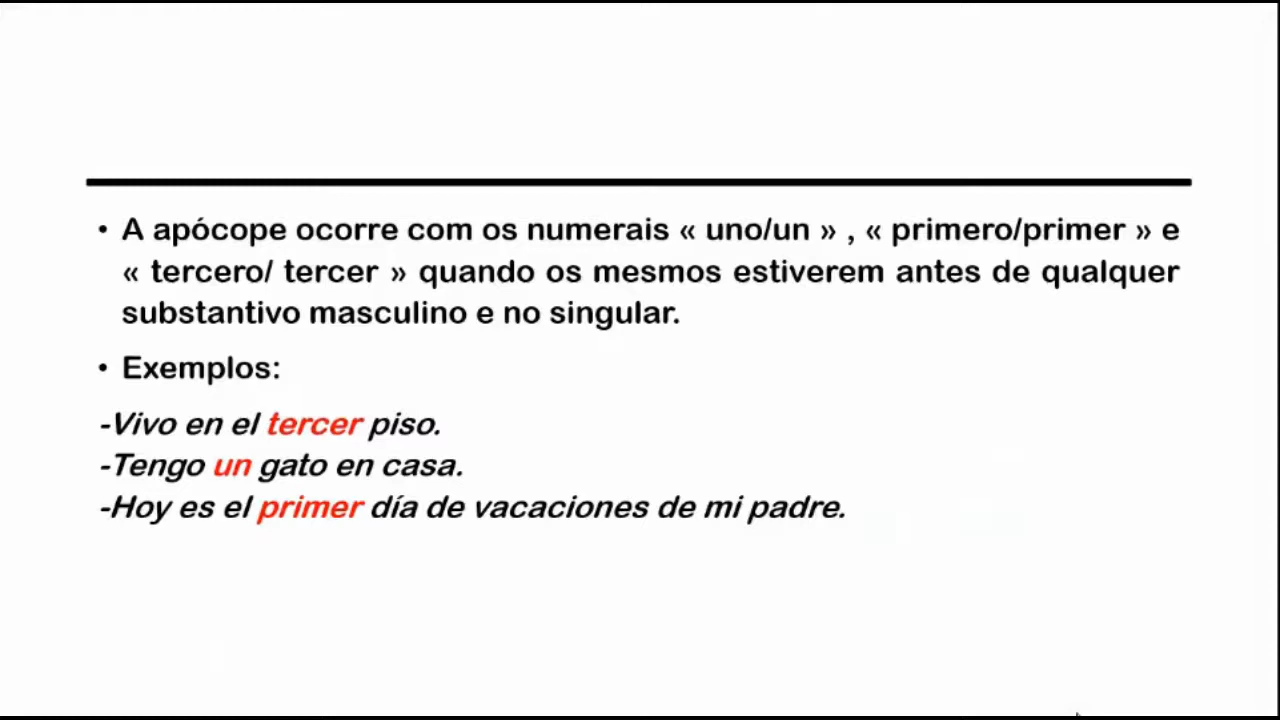 • A apócope ocorre com os numerais « uno/un » , « primero/primer » e
« tercero/ tercer » quando os mesmos estiverem antes de qualquer
substantivo masculino e no singular.
• Exemplos:
-Vivo en el tercer piso.
-Tengo un gato en casa.
-Hoy es el primer día de vacaciones de mi padre.